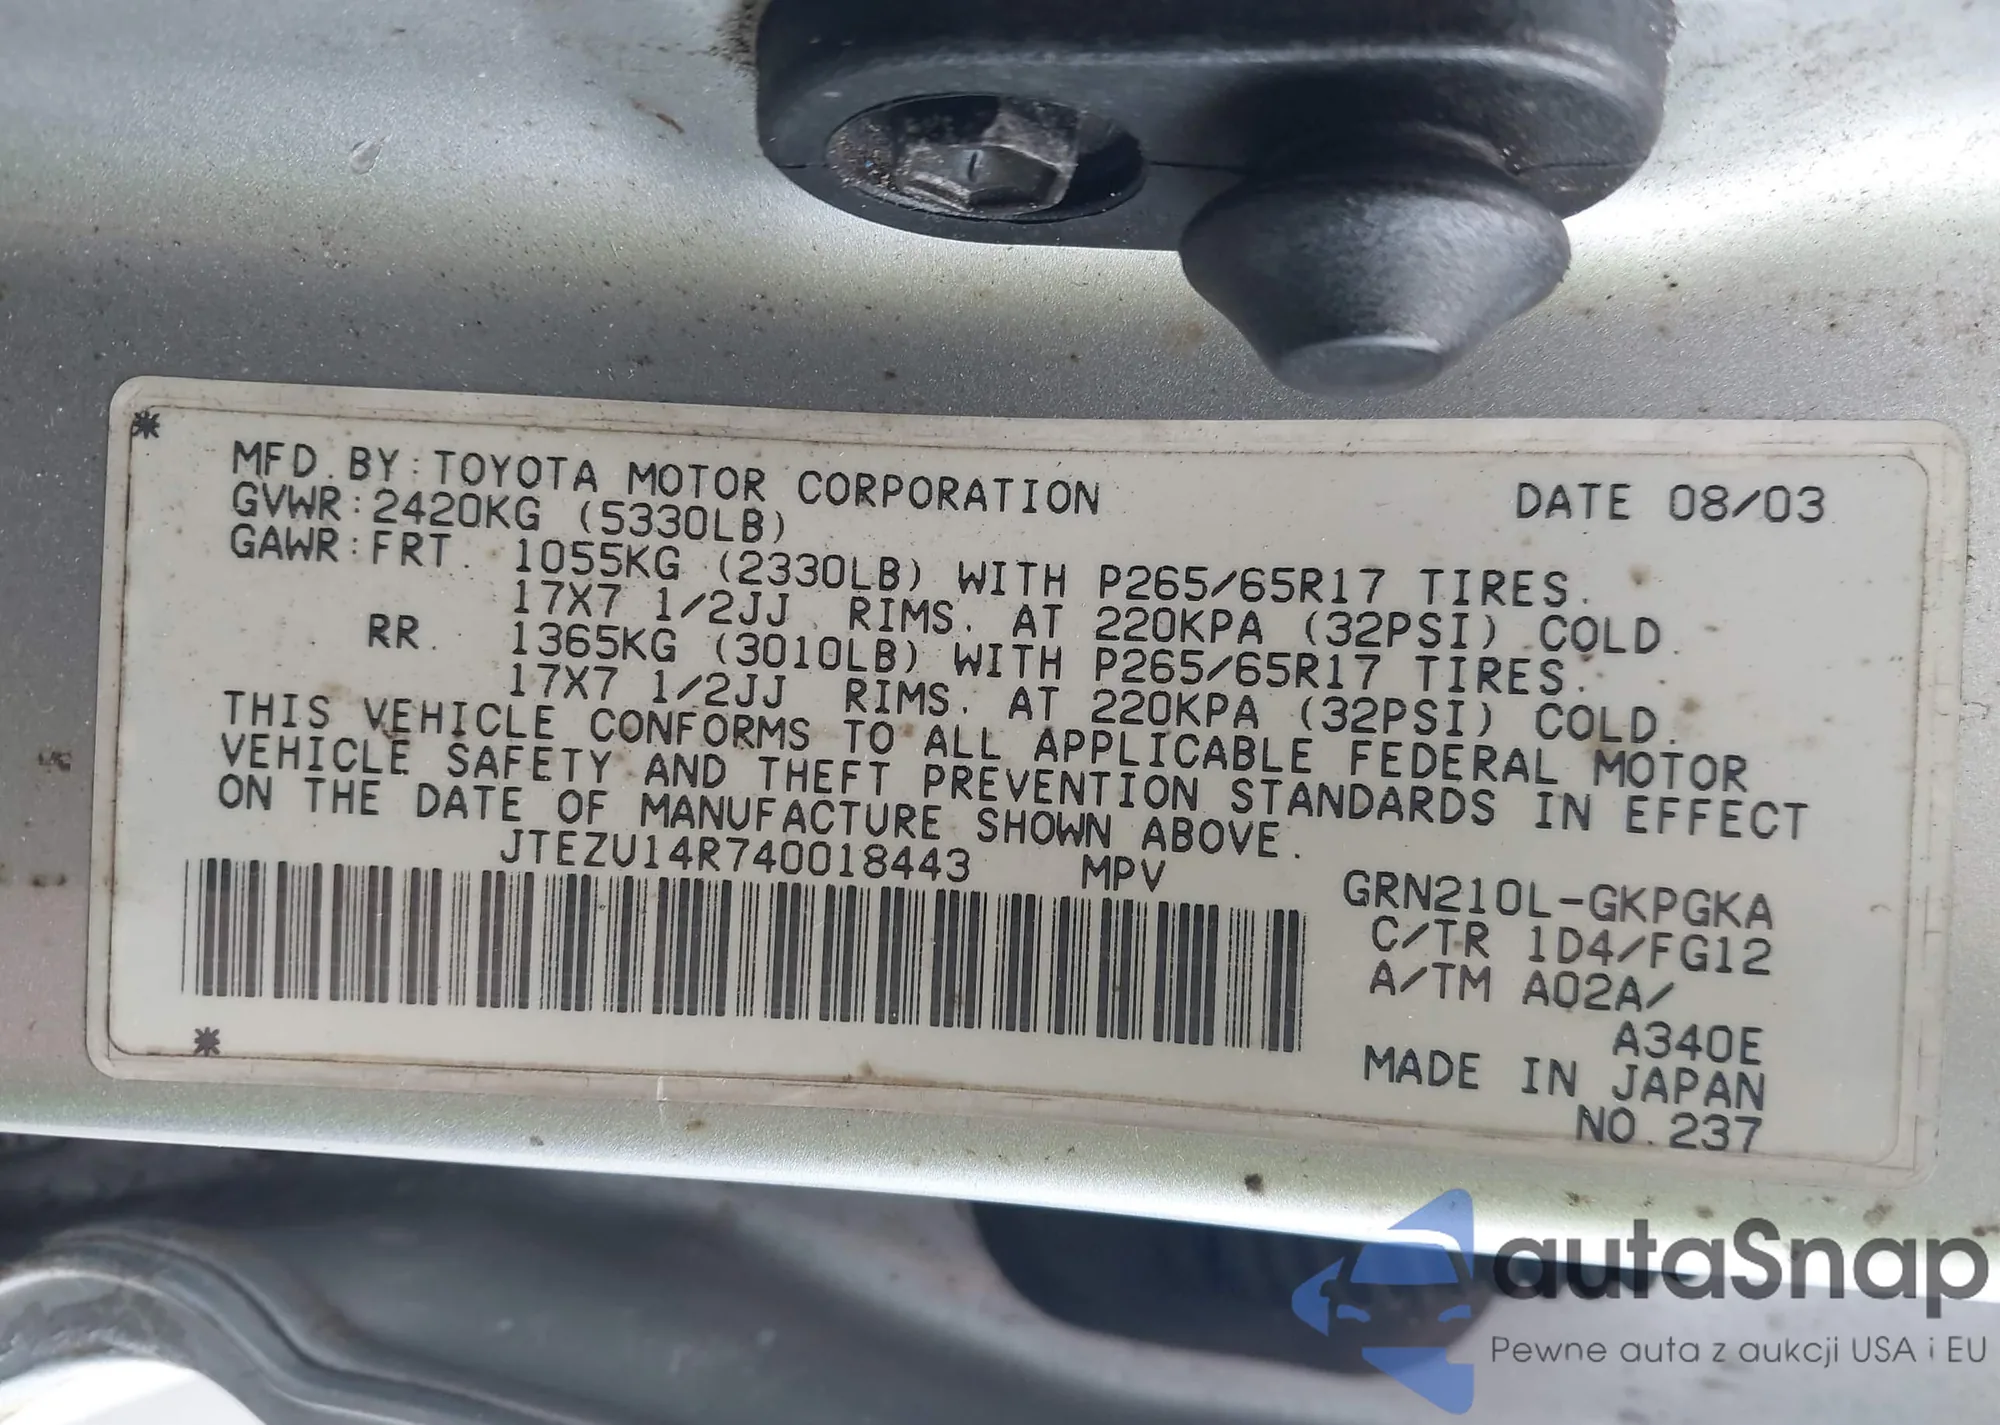 MFD. BY: TOYOTA MOTOR CORPORATION DATE 08/03
GVWR: 2420KG (5330LB)
GAWR: FRT. 1055KG (2330LB) WITH P265/65R17 TIRES.
17X7 1/2JJ RIMS. AT 220KPA (32PSI) COLD.
RR. 1365KG (3010LB) WITH P265/65R17 TIRES.
17X7 1/2JJ RIMS. AT 220KPA (32PSI) COLD.
THIS VEHICLE CONFORMS TO ALL APPLICABLE FEDERAL MOTOR
VEHICLE SAFETY AND THEFT PREVENTION STANDARDS IN EFFECT
ON THE DATE OF MANUFACTURE SHOWN ABOVE.
JTEZU14R740018443 MPV
GRN210L-GKPGKA
C/TR 1D4/FG12
A/TM A02A/
A340E
MADE IN JAPAN
NO. 237
autaSnap
Pewne auta z aukcji USA i EU